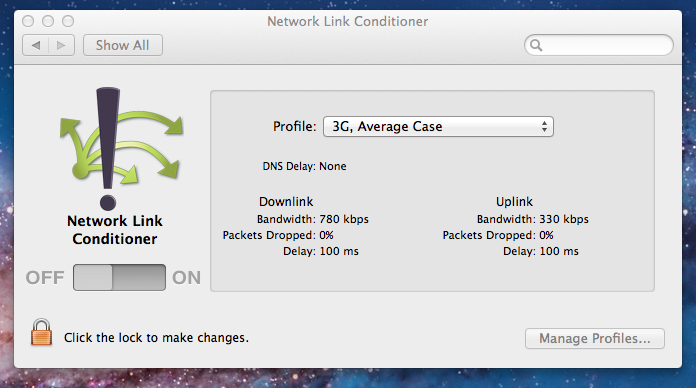 Network Link Conditioner
Show All
Profile: 3G, Average Case
DNS Delay: None
Downlink Uplink
Bandwidth: 780 kbps Bandwidth: 330 kbps
Packets Dropped: 0% Packets Dropped: 0%
Delay: 100 ms Delay: 100 ms
Network Link
Conditioner
OFF ON
Click the lock to make changes.
Manage Profiles...